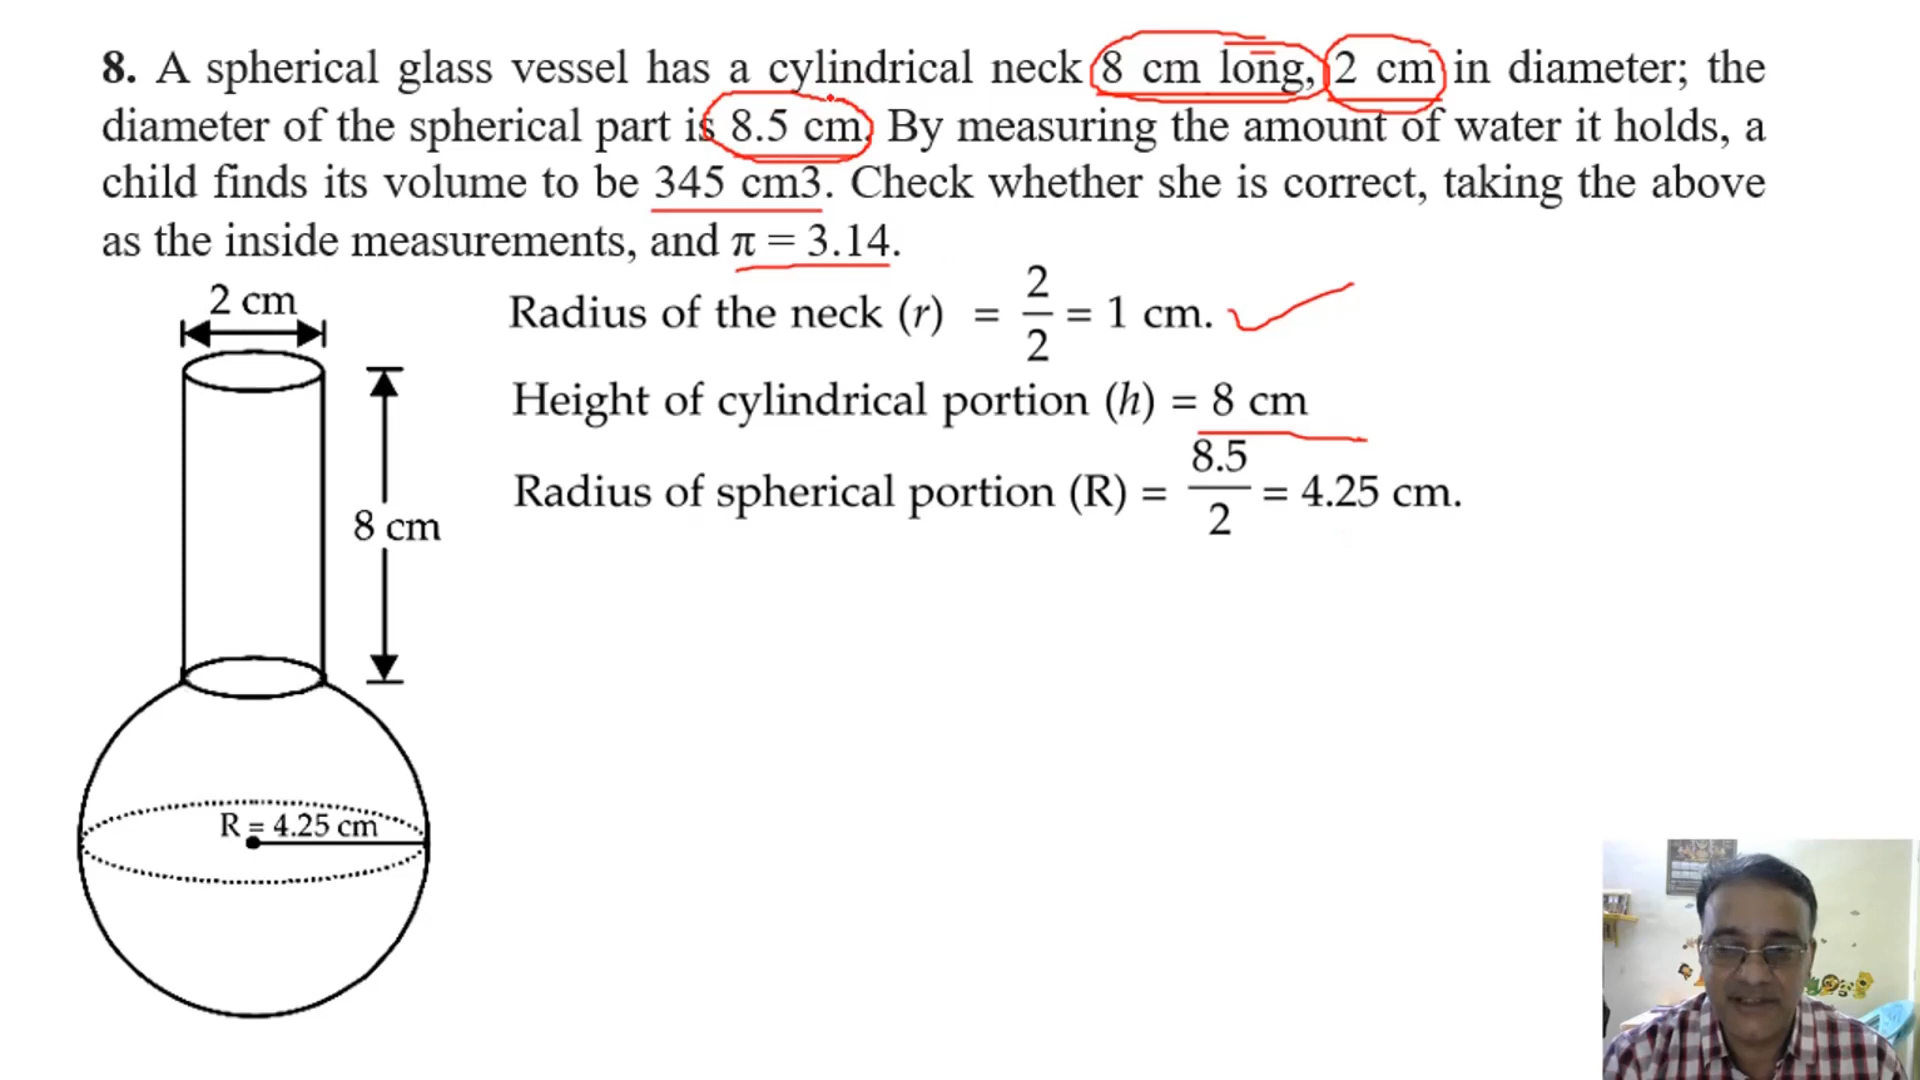 8. A spherical glass vessel has a cylindrical neck 8 cm long, 2 cm in diameter; the
diameter of the spherical part is 8.5 cm. By measuring the amount of water it holds, a
child finds its volume to be 345 cm3. Check whether she is correct, taking the above
as the inside measurements, and π = 3.14.
2 cm
Radius of the neck (r) = 2/2 = 1 cm.
Height of cylindrical portion (h) = 8 cm
Radius of spherical portion (R) = 8.5/2 = 4.25 cm.
8 cm
R = 4.25 cm